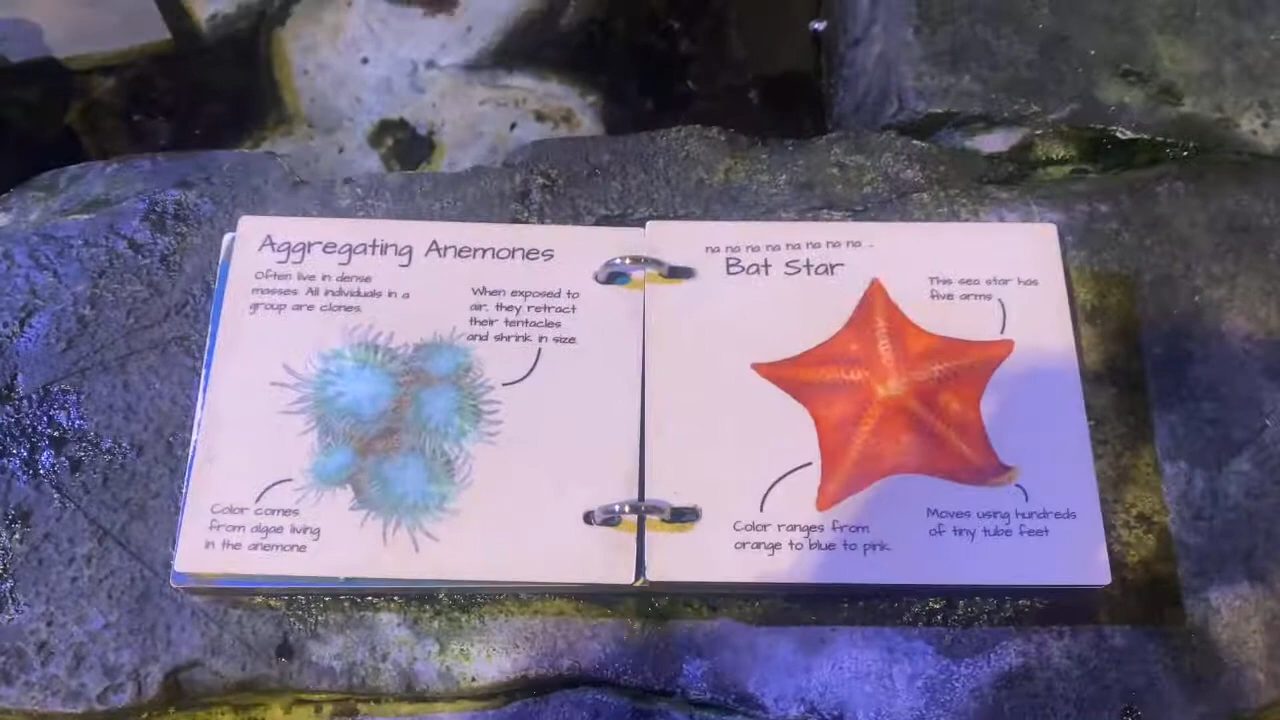 Aggregating Anemones
Often live in dense
masses. All individuals in a
group are clones.
When exposed to
air, they retract
their tentacles
and shrink in size.
Color comes
from algae living
in the anemone
na na na na na na na na ...
Bat Star
This sea star has
five arms
Color ranges from
orange to blue to pink.
Moves using hundreds
of tiny tube feet